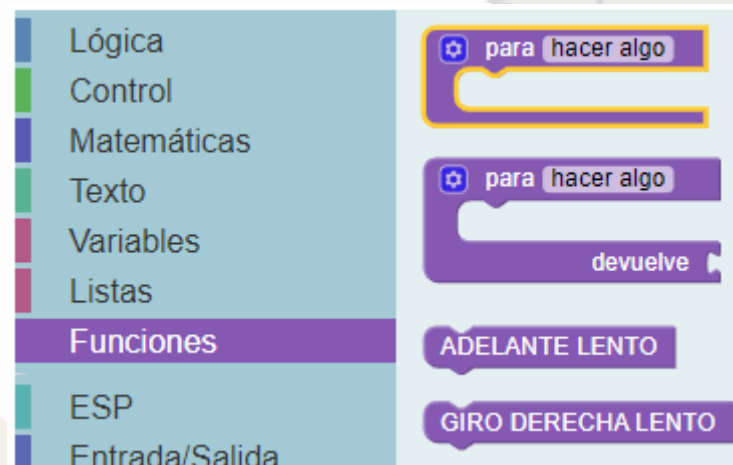 Lógica
Control
Matemáticas
Texto
Variables
Listas
Funciones
ESP
Entrada/Salida
para hacer algo
para hacer algo
devuelve
ADELANTE LENTO
GIRO DERECHA LENTO